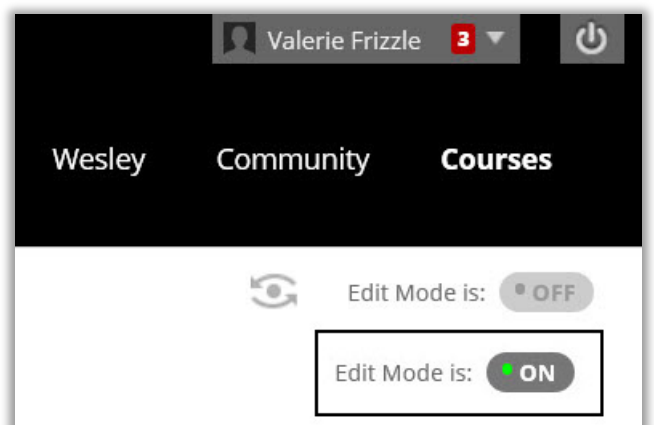 Valerie Frizzle 3
Wesley Community Courses
Edit Mode is: OFF
Edit Mode is: ON